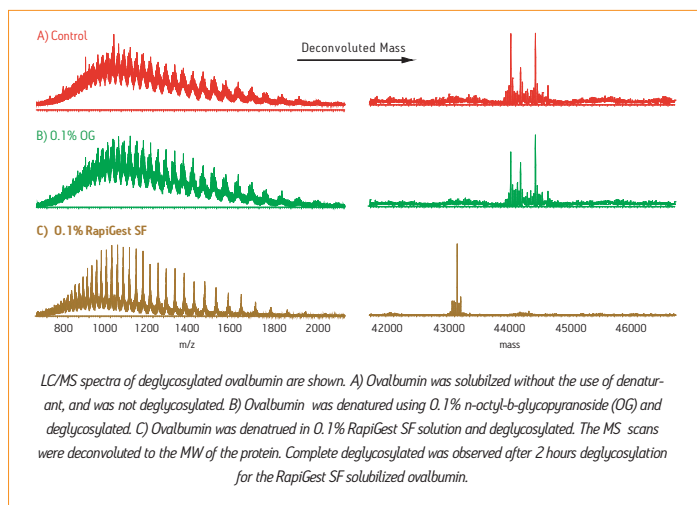 A) Control
Deconvoluted Mass
B) 0.1% OG
C) 0.1% RapiGest SF
800 1000 1200 1400 1600 1800 2000
m/z
42000 43000 44000 45000 46000
mass
LC/MS spectra of deglycosylated ovalbumin are shown. A) Ovalbumin was solubilzed without the use of denatur-
ant, and was not deglycosylated. B) Ovalbumin was denatured using 0.1% n-octyl-b-glycopyranoside (OG) and
deglycosylated. C) Ovalbumin was denatrued in 0.1% RapiGest SF solution and deglycosylated. The MS scans
were deconvoluted to the MW of the protein. Complete deglycosylated was observed after 2 hours deglycosylation
for the RapiGest SF solubilized ovalbumin.